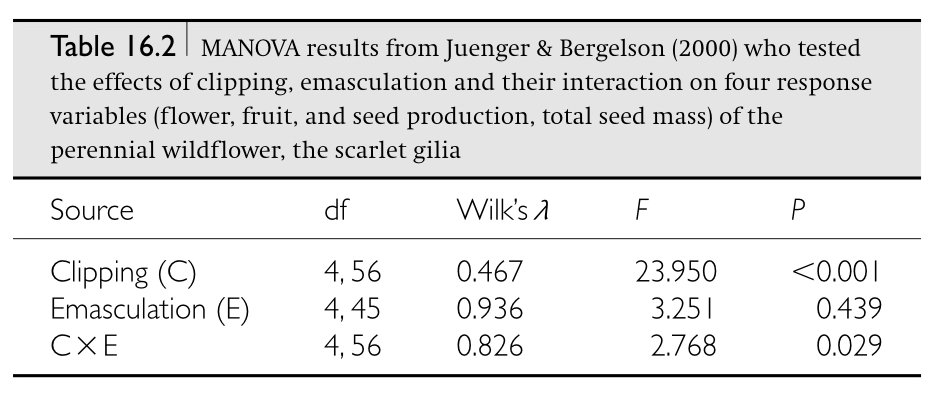 Table 16.2 MANOVA results from Juenger & Bergelson (2000) who tested
the effects of clipping, emasculation and their interaction on four response
variables (flower, fruit, and seed production, total seed mass) of the
perennial wildflower, the scarlet gilia
Source df Wilk's λ F P
Clipping (C) 4, 56 0.467 23.950 <0.001
Emasculation (E) 4, 45 0.936 3.251 0.439
C × E 4, 56 0.826 2.768 0.029